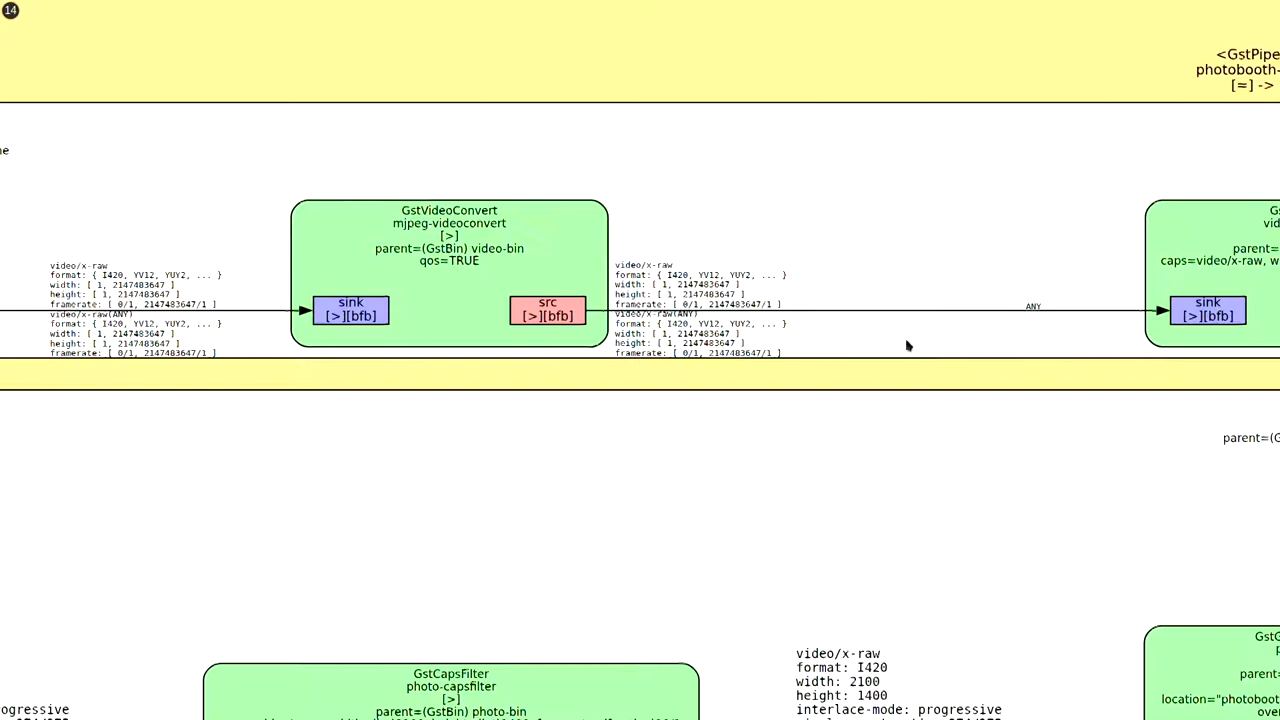 14
<GstPipe
photobooth-
[=] ->
GstVideoConvert
mjpeg-videoconvert
[>]
parent=(GstBin) video-bin
qos=TRUE
video/x-raw
format: { I420, YV12, YUY2, ... }
width: [ 1, 2147483647 ]
height: [ 1, 2147483647 ]
framerate: [ 0/1, 2147483647/1 ]
video/x-raw(ANY)
format: { I420, YV12, YUY2, ... }
width: [ 1, 2147483647 ]
height: [ 1, 2147483647 ]
framerate: [ 0/1, 2147483647/1 ]
sink
[>][bfb]
src
[>][bfb]
video/x-raw
format: { I420, YV12, YUY2, ... }
width: [ 1, 2147483647 ]
height: [ 1, 2147483647 ]
framerate: [ 0/1, 2147483647/1 ]
video/x-raw(ANY)
format: { I420, YV12, YUY2, ... }
width: [ 1, 2147483647 ]
height: [ 1, 2147483647 ]
framerate: [ 0/1, 2147483647/1 ]
ANY
vid
parent=
caps=video/x-raw, w
sink
[>][bfb]
parent=(G
GstCapsFilter
photo-capsfilter
[>]
parent=(GstBin) photo-bin
video/x-raw
format: I420
width: 2100
height: 1400
interlace-mode: progressive
GstG
p
parent=
location="photoboot
over
ogressive